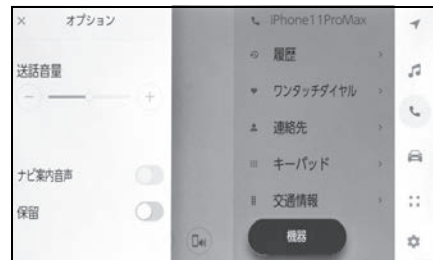 × オプション
送話音量
− +
ナビ案内音声
保留
iPhone11ProMax
履歴
ワンタッチダイヤル
連絡先
キーパッド
交通情報
機器